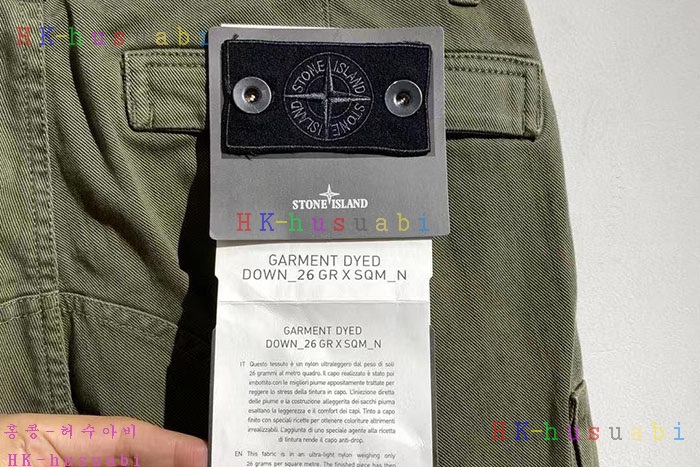 HK-husuabi
STONE ISLAND
STONE ISLAND
STONE ISLAND
HK-husuabi
GARMENT DYED
DOWN_26 GR X SQM_N
GARMENT DYED
DOWN_26 GR X SQM_N
IT Questo tessuto è un nylon ultraleggero dal peso di soli
26 grammi al metro quadro. Il capo realizzato è stato poi
imbottito con le migliori piume appositamente trattate per
reggere lo stress della tintura in capo. L'iniezione diretta
delle piume e la costruzione alleggerita dei sacchi piuma
esaltano la leggerezza e il comfort dei capi. Tinto a capo
finito con speciali ricette per ottenere coloriture altrimenti
irrealizzabili. L'aggiunta di uno speciale agente alla ricetta
di tintura rende il capo anti-drop.
EN This fabric is in an ultra-light nylon weighing only
26 grams per square metre. The finished piece has then
홍콩-허수아비
HK-husuabi
HK-husuabi